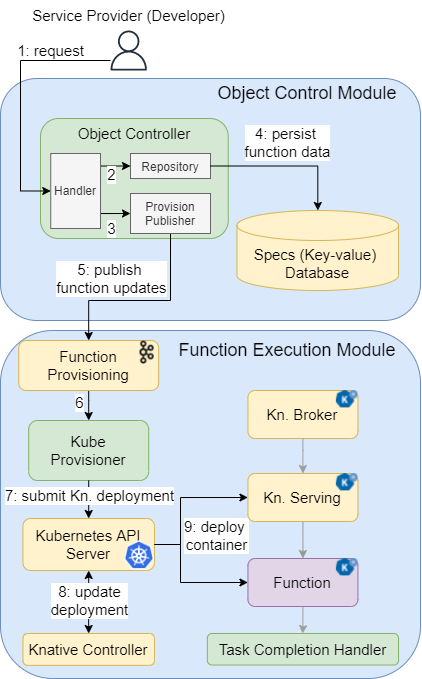 Service Provider (Developer)
1: request
Object Control Module
Object Controller
4: persist
function data
Handler
2
Repository
3
Provision
Publisher
Specs (Key-value)
Database
5: publish
function updates
Function Execution Module
Function
Provisioning
6
Kn. Broker
Kube
Provisioner
7: submit Kn. deployment
Kn. Serving
Kubernetes API
Server
9: deploy
container
8: update
deployment
Function
Knative Controller
Task Completion Handler
K
K
K